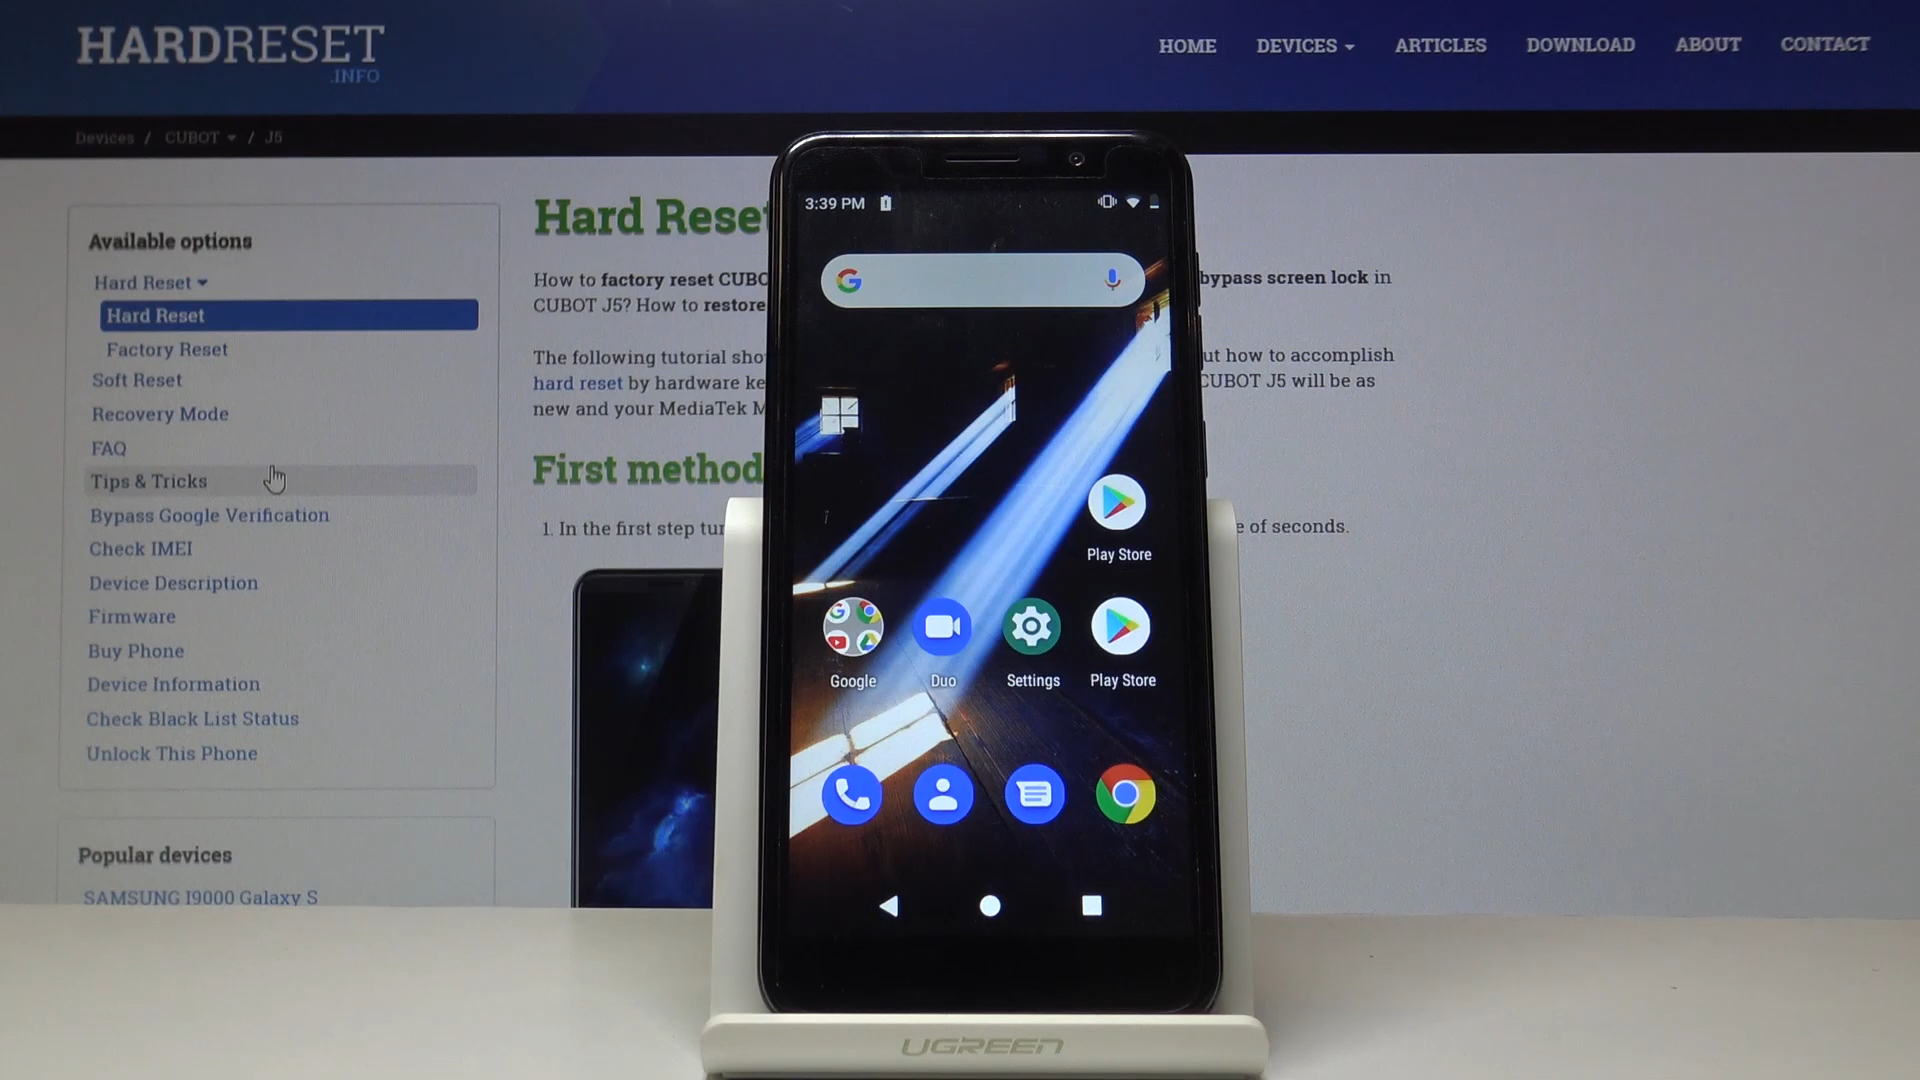 HARDRESET
.INFO
HOME DEVICES ARTICLES DOWNLOAD ABOUT CONTACT
Devices / CUBOT / J5
Available options
Hard Reset
Hard Reset
Factory Reset
Soft Reset
Recovery Mode
FAQ
Tips & Tricks
Bypass Google Verification
Check IMEI
Device Description
Firmware
Buy Phone
Device Information
Check Black List Status
Unlock This Phone
Popular devices
SAMSUNG I9000 Galaxy S
Hard Reset
How to factory reset CUBO bypass screen lock in
CUBOT J5? How to restore
The following tutorial sho ut how to accomplish
hard reset by hardware ke CUBOT J5 will be as
new and your MediaTek M
First method
1. In the first step tur e of seconds.
3:39 PM
Play Store
Google Duo Settings Play Store
UGREEN